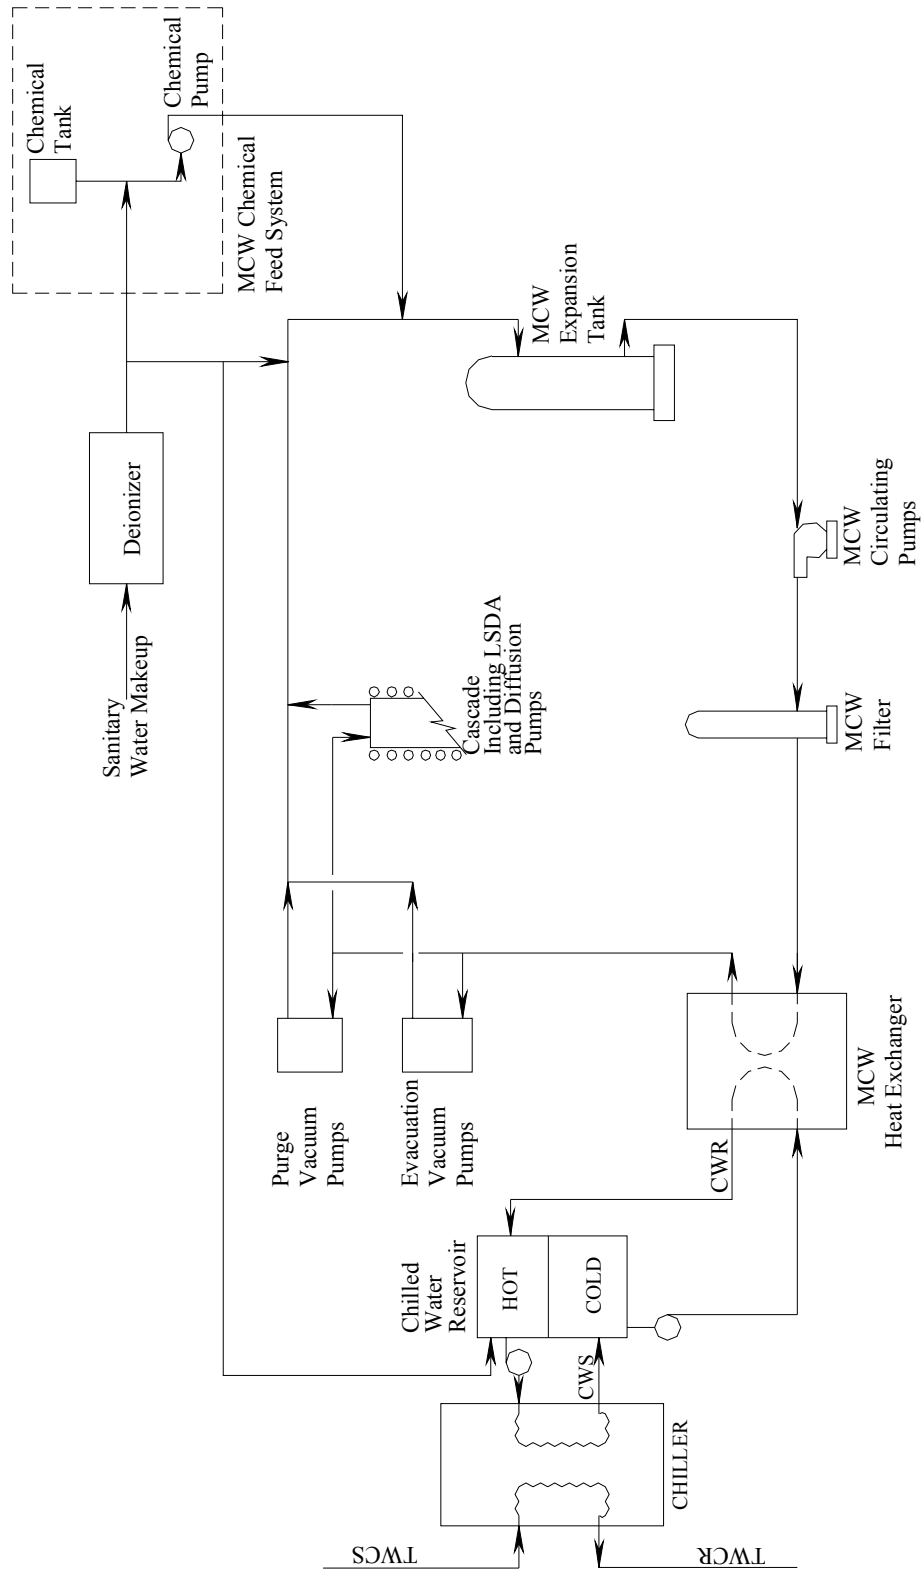 Chemical
Tank
Chemical
Pump
MCW Chemical
Feed System
Deionizer
Sanitary
Water Makeup
MCW
Expansion
Tank
Cascade
Including LSDA
and Diffusion
Pumps
MCW
Circulating
Pumps
MCW
Filter
Purge
Vacuum
Pumps
Evacuation
Vacuum
Pumps
MCW
Heat Exchanger
CWR
Chilled
Water
Reservoir
HOT
COLD
CWS
CHILLER
TWCS
TWCR